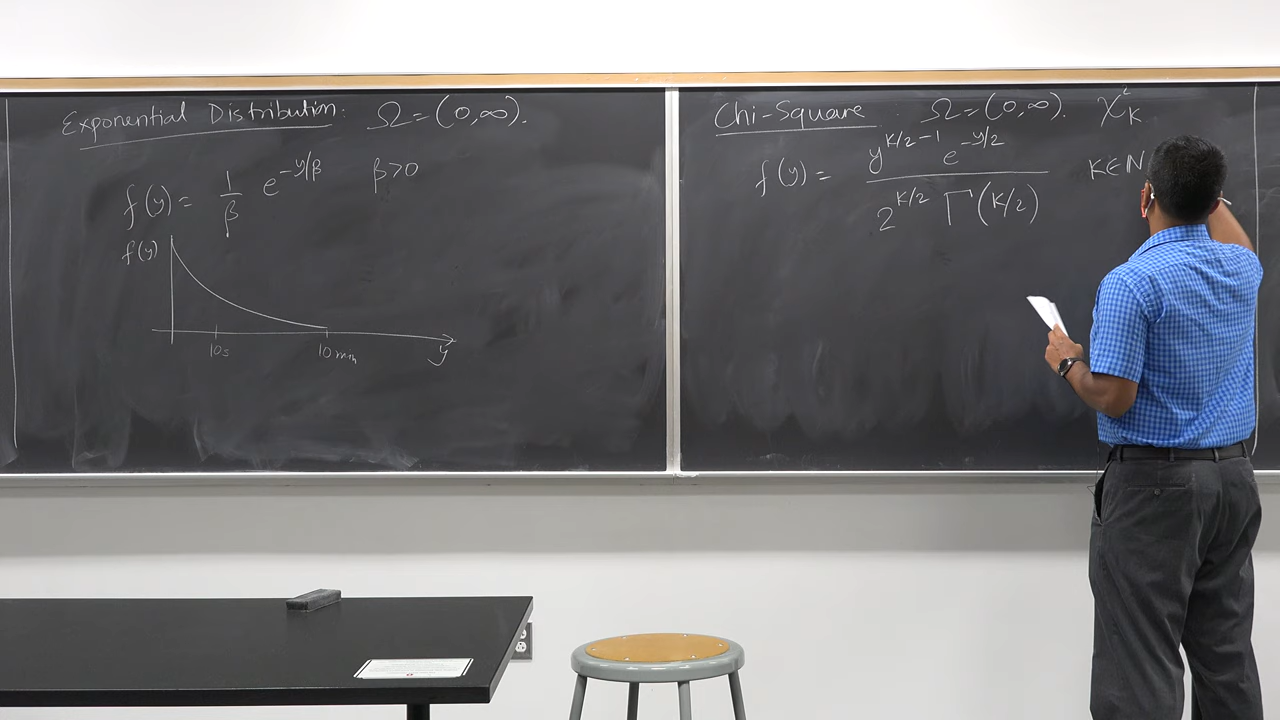 Exponential Distribution: Ω = (0,∞).
f(y) = 1/β e^{-y/β} β>0
f(y)
10s 10 min y
Chi-Square : Ω = (0,∞). χ²_K
f(y) = y^{K/2-1} e^{-y/2} / 2^{K/2} Γ(K/2) K∈N